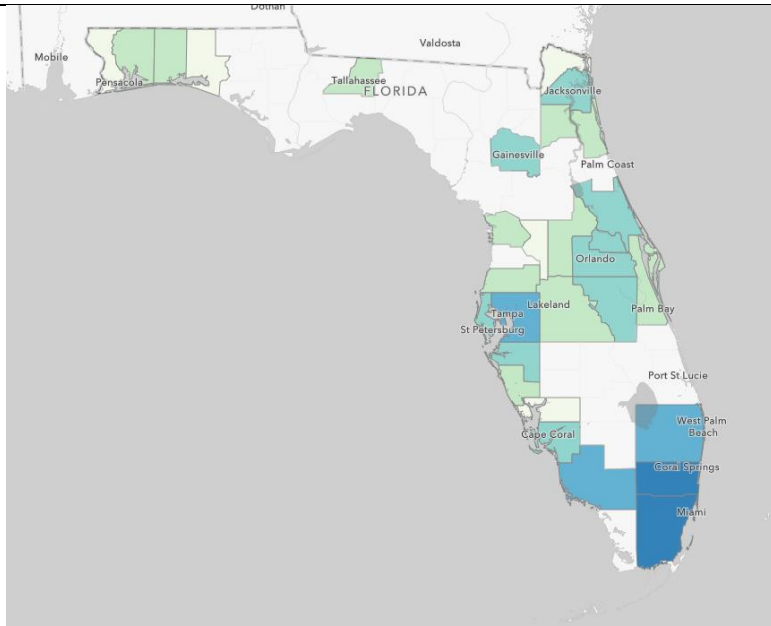 Dothan
Valdosta
Mobile
Pensacola
Tallahassee
FLORIDA
Jacksonville
Gainesville
Palm Coast
Orlando
Lakeland
Tampa
St Petersburg
Palm Bay
Port St Lucie
West Palm
Beach
Cape Coral
Coral Springs
Miami